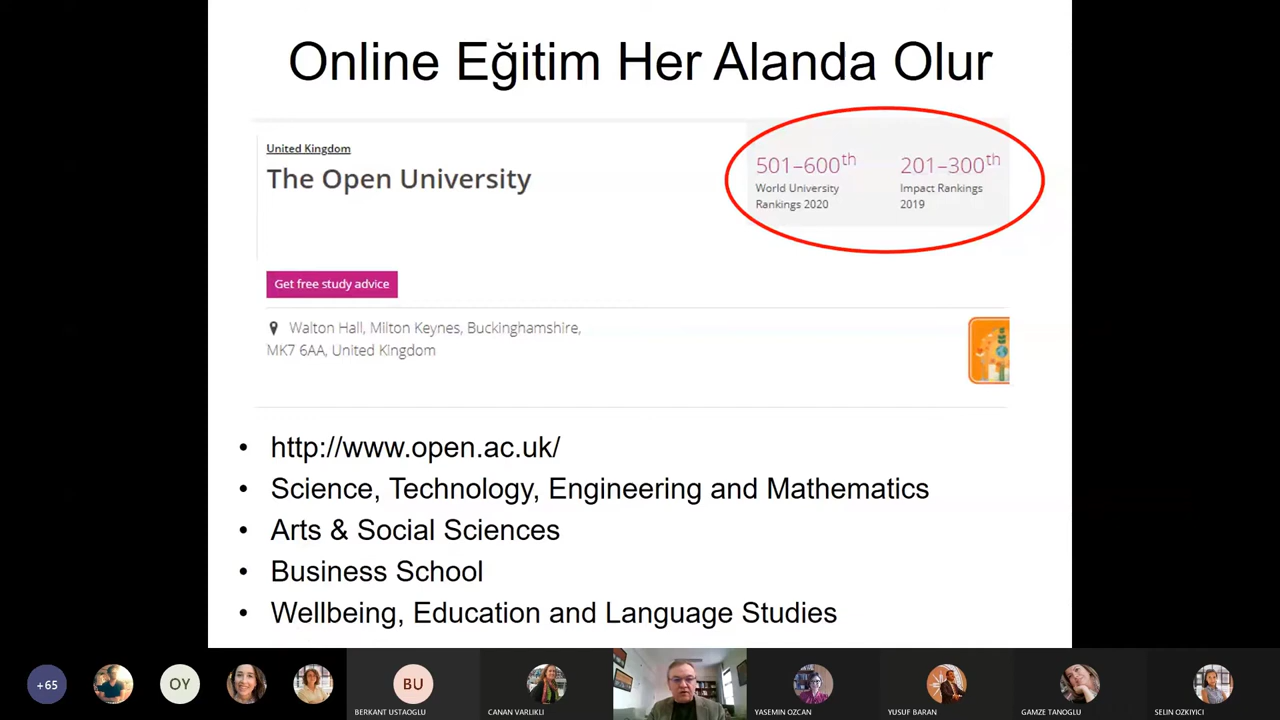 Online Eğitim Her Alanda Olur
United Kingdom
The Open University
501–600th
World University
Rankings 2020
201–300th
Impact Rankings
2019
Get free study advice
Walton Hall, Milton Keynes, Buckinghamshire,
MK7 6AA, United Kingdom
• http://www.open.ac.uk/
• Science, Technology, Engineering and Mathematics
• Arts & Social Sciences
• Business School
• Wellbeing, Education and Language Studies
+65
OY
BU
BERKANT USTAOGLU
CANAN VARLIKLI
YASEMIN OZCAN
YUSUF BARAN
GAMZE TANOGLU
SELIN OZKIYICI